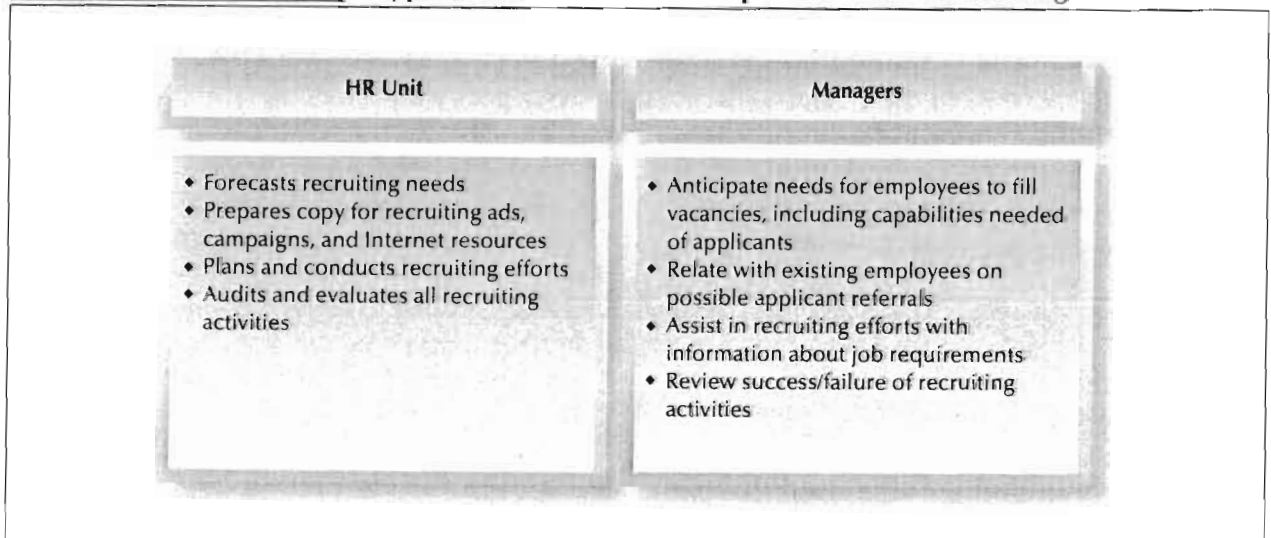 HR Unit
Managers
• Forecasts recruiting needs
• Prepares copy for recruiting ads,
campaigns, and Internet resources
• Plans and conducts recruiting efforts
• Audits and evaluates all recruiting
activities
• Anticipate needs for employees to fill
vacancies, including capabilities needed
of applicants
• Relate with existing employees on
possible applicant referrals
• Assist in recruiting efforts with
information about job requirements
• Review success/failure of recruiting
activities